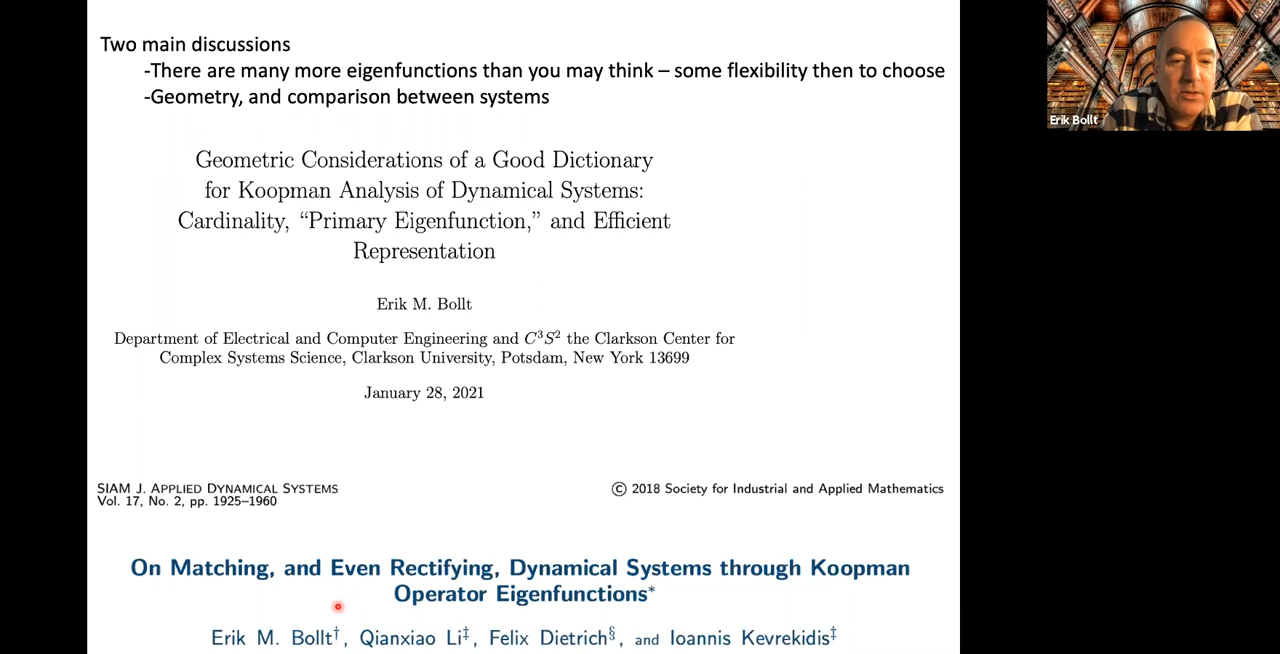 Two main discussions
-There are many more eigenfunctions than you may think – some flexibility then to choose
-Geometry, and comparison between systems
Geometric Considerations of a Good Dictionary
for Koopman Analysis of Dynamical Systems:
Cardinality, “Primary Eigenfunction,” and Efficient
Representation
Erik M. Bollt
Department of Electrical and Computer Engineering and C³S² the Clarkson Center for
Complex Systems Science, Clarkson University, Potsdam, New York 13699
January 28, 2021
SIAM J. APPLIED DYNAMICAL SYSTEMS
Vol. 17, No. 2, pp. 1925–1960
© 2018 Society for Industrial and Applied Mathematics
On Matching, and Even Rectifying, Dynamical Systems through Koopman
Operator Eigenfunctions*
Erik M. Bollt†, Qianxiao Li‡, Felix Dietrich§, and Ioannis Kevrekidis‡
Erik Bollt